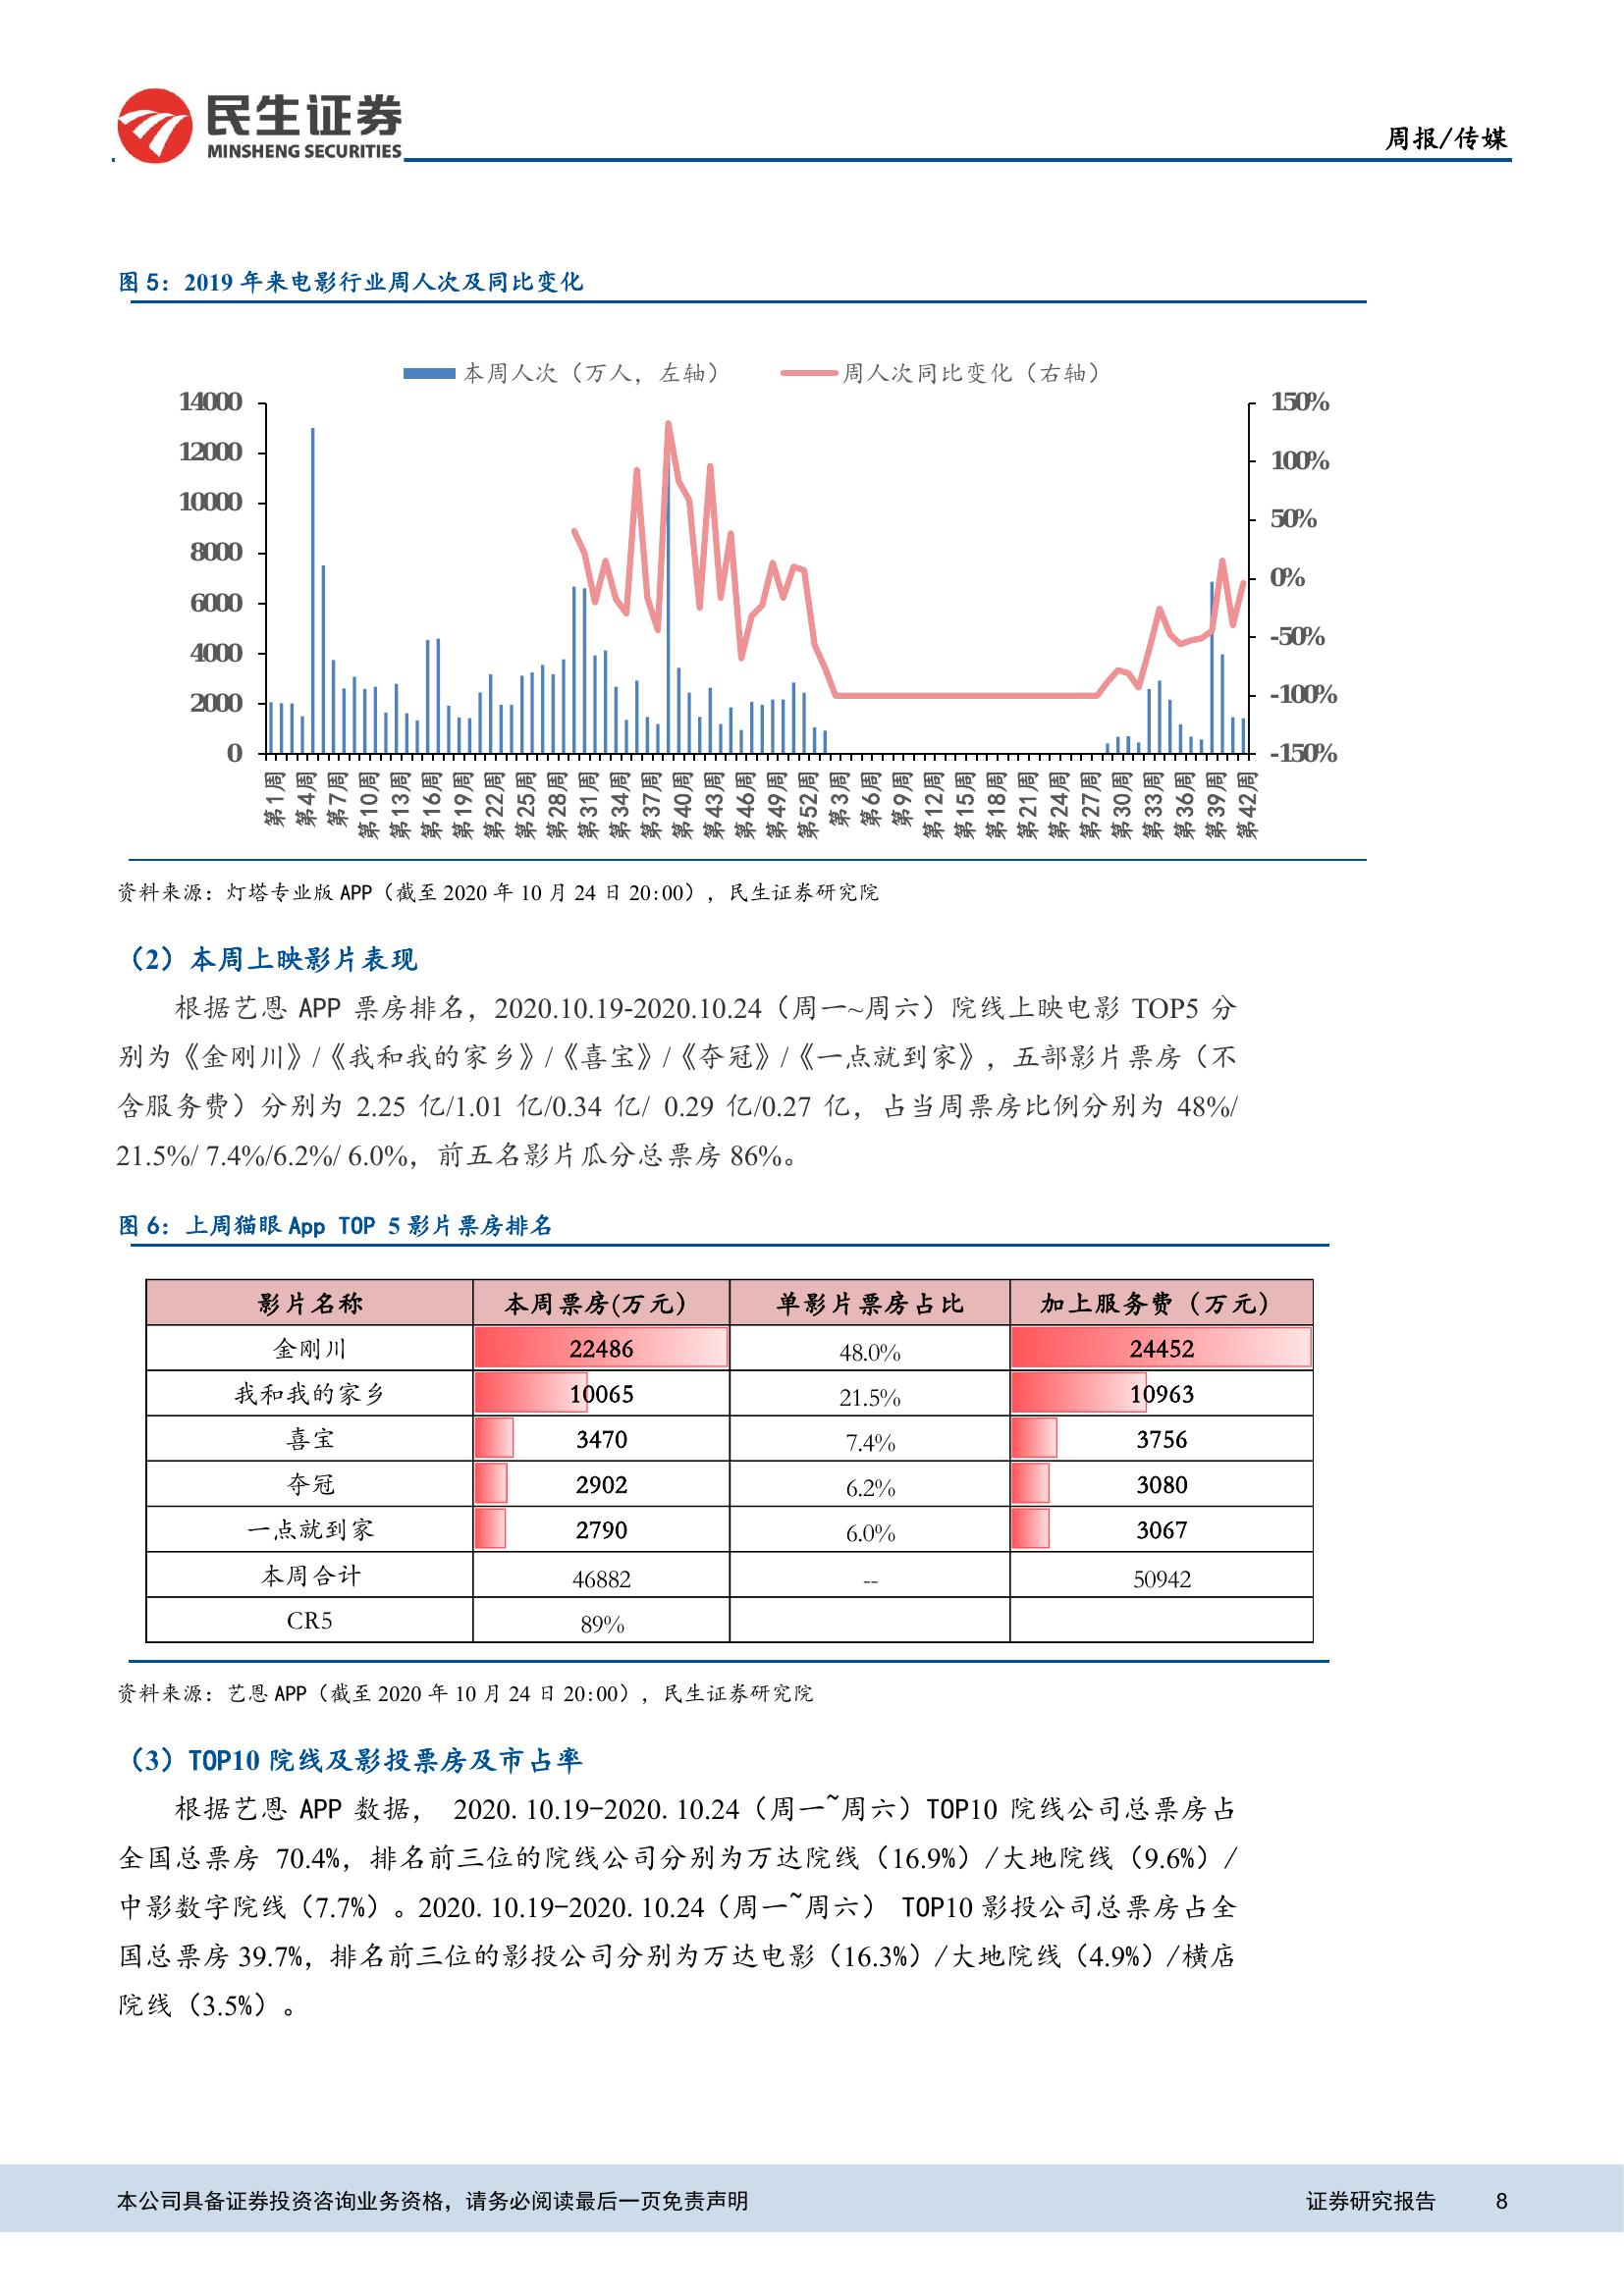 民生证券
MINSHENG SECURITIES
周报/传媒
图 5：2019 年来电影行业周人次及同比变化
本周人次（万人，左轴） 周人次同比变化（右轴）
14000 12000 10000 8000 6000 4000 2000 0
150% 100% 50% 0% -50% -100% -150%
第1周 第4周 第7周 第10周 第13周 第16周 第19周 第22周 第25周 第28周 第31周 第34周 第37周 第40周 第43周 第46周 第49周 第52周 第3周 第6周 第9周 第12周 第15周 第18周 第21周 第24周 第27周 第30周 第33周 第36周 第39周 第42周
资料来源：灯塔专业版 APP（截至 2020 年 10 月 24 日 20:00），民生证券研究院
（2）本周上映影片表现
根据艺恩 APP 票房排名，2020.10.19-2020.10.24（周一~周六）院线上映电影 TOP5 分
别为《金刚川》/《我和我的家乡》/《喜宝》/《夺冠》/《一点就到家》，五部影片票房（不
含服务费）分别为 2.25 亿/1.01 亿/0.34 亿/ 0.29 亿/0.27 亿，占当周票房比例分别为 48%/
21.5%/ 7.4%/6.2%/ 6.0%，前五名影片瓜分总票房 86%。
图 6：上周猫眼 App TOP 5 影片票房排名
影片名称 本周票房(万元) 单影片票房占比 加上服务费（万元）
金刚川 22486 48.0% 24452
我和我的家乡 10065 21.5% 10963
喜宝 3470 7.4% 3756
夺冠 2902 6.2% 3080
一点就到家 2790 6.0% 3067
本周合计 46882 -- 50942
CR5 89%
资料来源：艺恩 APP（截至 2020 年 10 月 24 日 20:00），民生证券研究院
（3）TOP10 院线及影投票房及市占率
根据艺恩 APP 数据， 2020. 10.19-2020. 10.24（周一~周六）TOP10 院线公司总票房占
全国总票房 70.4%，排名前三位的院线公司分别为万达院线（16.9%）/大地院线（9.6%）/
中影数字院线（7.7%）。2020. 10.19-2020. 10.24（周一~周六） TOP10 影投公司总票房占全
国总票房 39.7%，排名前三位的影投公司分别为万达电影（16.3%）/大地院线（4.9%）/横店
院线（3.5%）。
本公司具备证券投资咨询业务资格，请务必阅读最后一页免责声明 证券研究报告 8